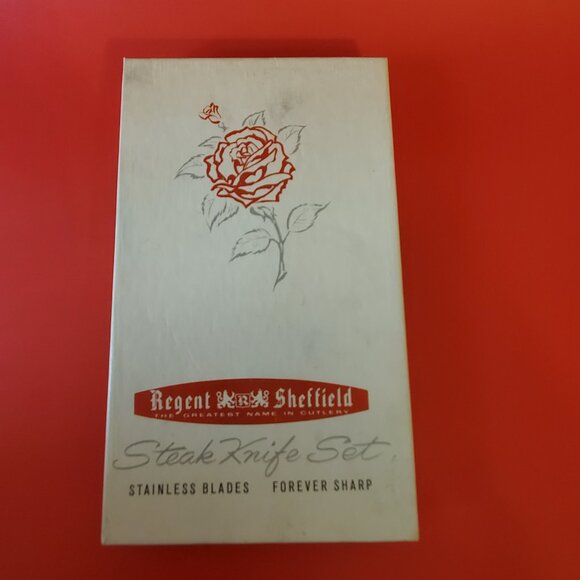 Regent R Sheffield
THE GREATEST NAME IN CUTLERY
Steak Knife Set
STAINLESS BLADES FOREVER SHARP